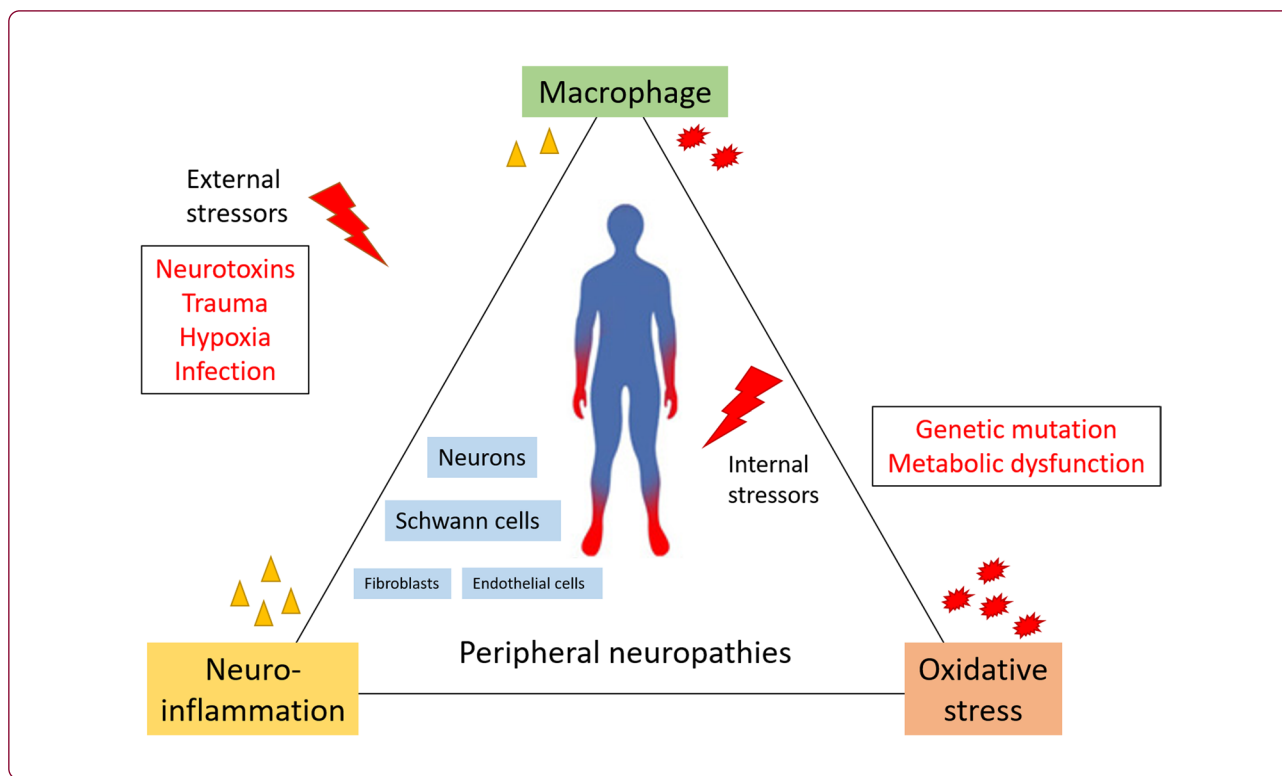 Macrophage
External
stressors
Neurotoxins
Trauma
Hypoxia
Infection
Genetic mutation
Metabolic dysfunction
Internal
stressors
Neurons
Schwann cells
Fibroblasts
Endothelial cells
Peripheral neuropathies
Neuro-
inflammation
Oxidative
stress